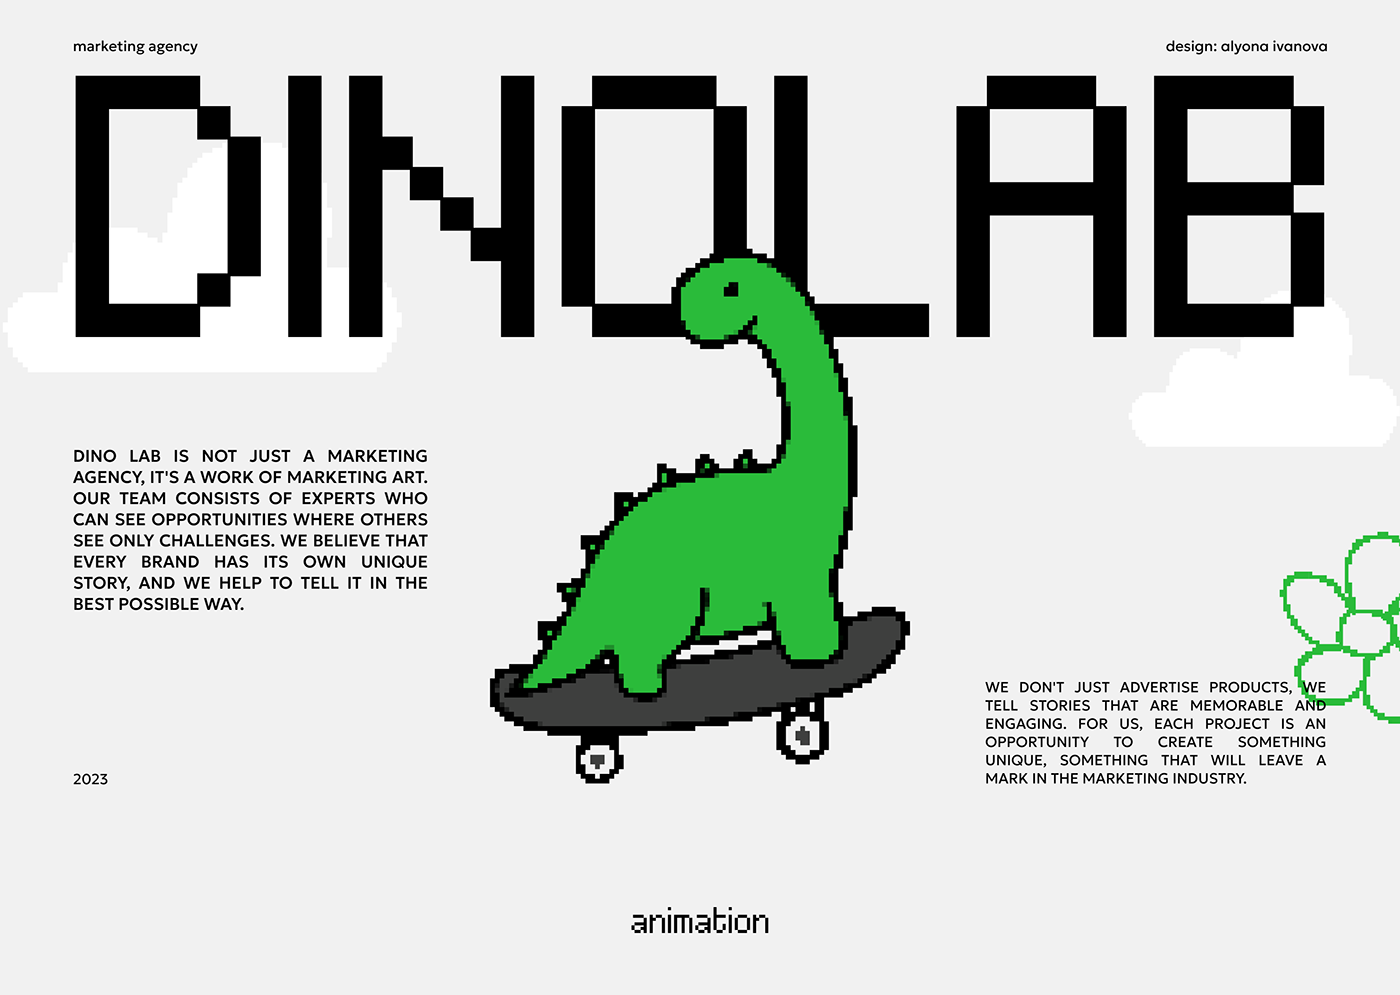 marketing agency
design: alyona ivanova
DINOLAB
DINO LAB IS NOT JUST A MARKETING
AGENCY, IT'S A WORK OF MARKETING ART.
OUR TEAM CONSISTS OF EXPERTS WHO
CAN SEE OPPORTUNITIES WHERE OTHERS
SEE ONLY CHALLENGES. WE BELIEVE THAT
EVERY BRAND HAS ITS OWN UNIQUE
STORY, AND WE HELP TO TELL IT IN THE
BEST POSSIBLE WAY.
WE DON'T JUST ADVERTISE PRODUCTS, WE
TELL STORIES THAT ARE MEMORABLE AND
ENGAGING. FOR US, EACH PROJECT IS AN
OPPORTUNITY TO CREATE SOMETHING
UNIQUE, SOMETHING THAT WILL LEAVE A
MARK IN THE MARKETING INDUSTRY.
2023
animation